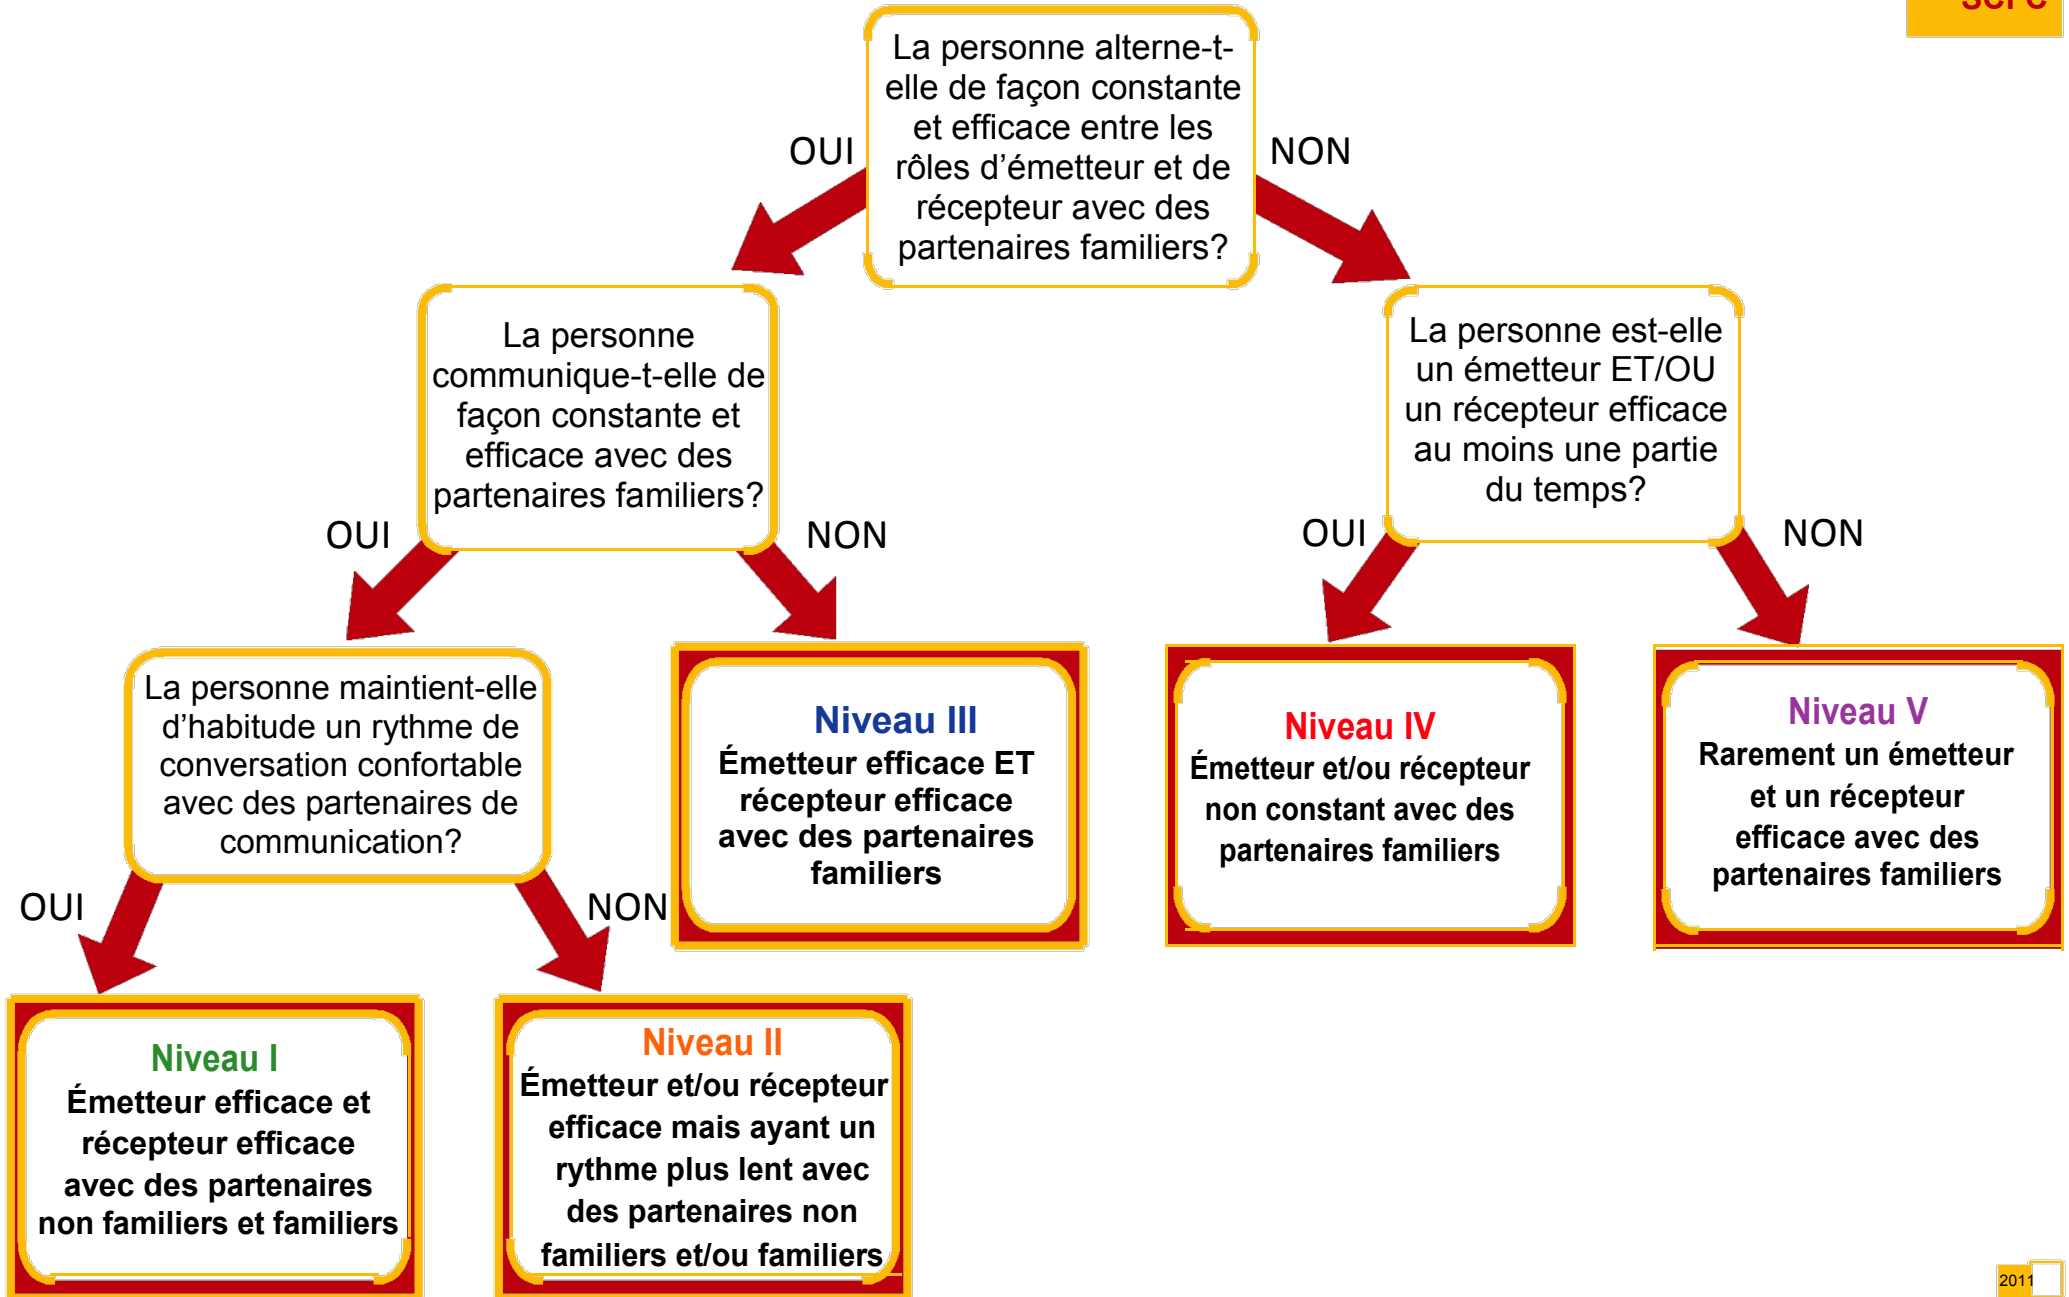 La personne alterne-t-
elle de façon constante
et efficace entre les
rôles d'émetteur et de
récepteur avec des
partenaires familiers?
OUI
NON
La personne
communique-t-elle de
façon constante et
efficace avec des
partenaires familiers?
La personne est-elle
un émetteur ET/OU
un récepteur efficace
au moins une partie
du temps?
OUI
NON
OUI
NON
La personne maintient-elle
d'habitude un rythme de
conversation confortable
avec des partenaires de
communication?
Niveau III
Émetteur efficace ET
récepteur efficace
avec des partenaires
familiers
Niveau IV
Émetteur et/ou récepteur
non constant avec des
partenaires familiers
Niveau V
Rarement un émetteur
et un récepteur
efficace avec des
partenaires familiers
OUI
NON
Niveau I
Émetteur efficace et
récepteur efficace
avec des partenaires
non familiers et familiers
Niveau II
Émetteur et/ou récepteur
efficace mais ayant un
rythme plus lent avec
des partenaires non
familiers et/ou familiers
2011